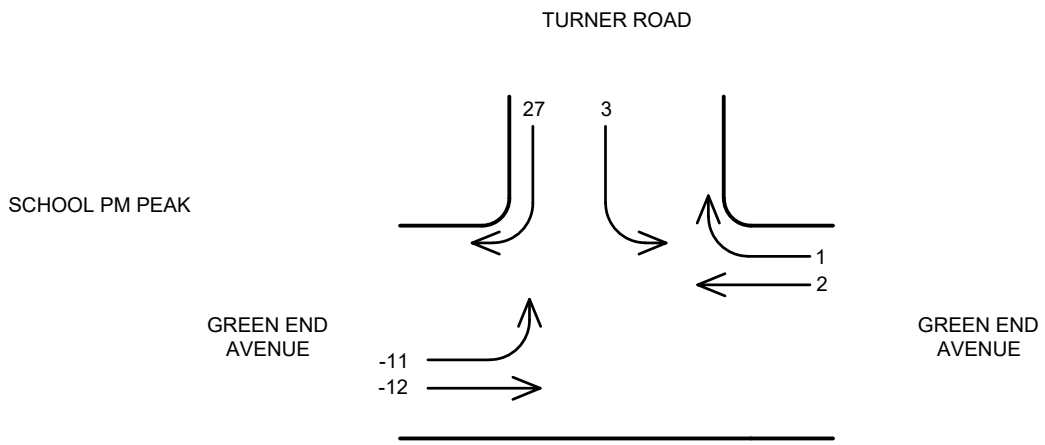 TURNER ROAD
27
3
SCHOOL PM PEAK
1
2
GREEN END
AVENUE
-11
-12
GREEN END
AVENUE